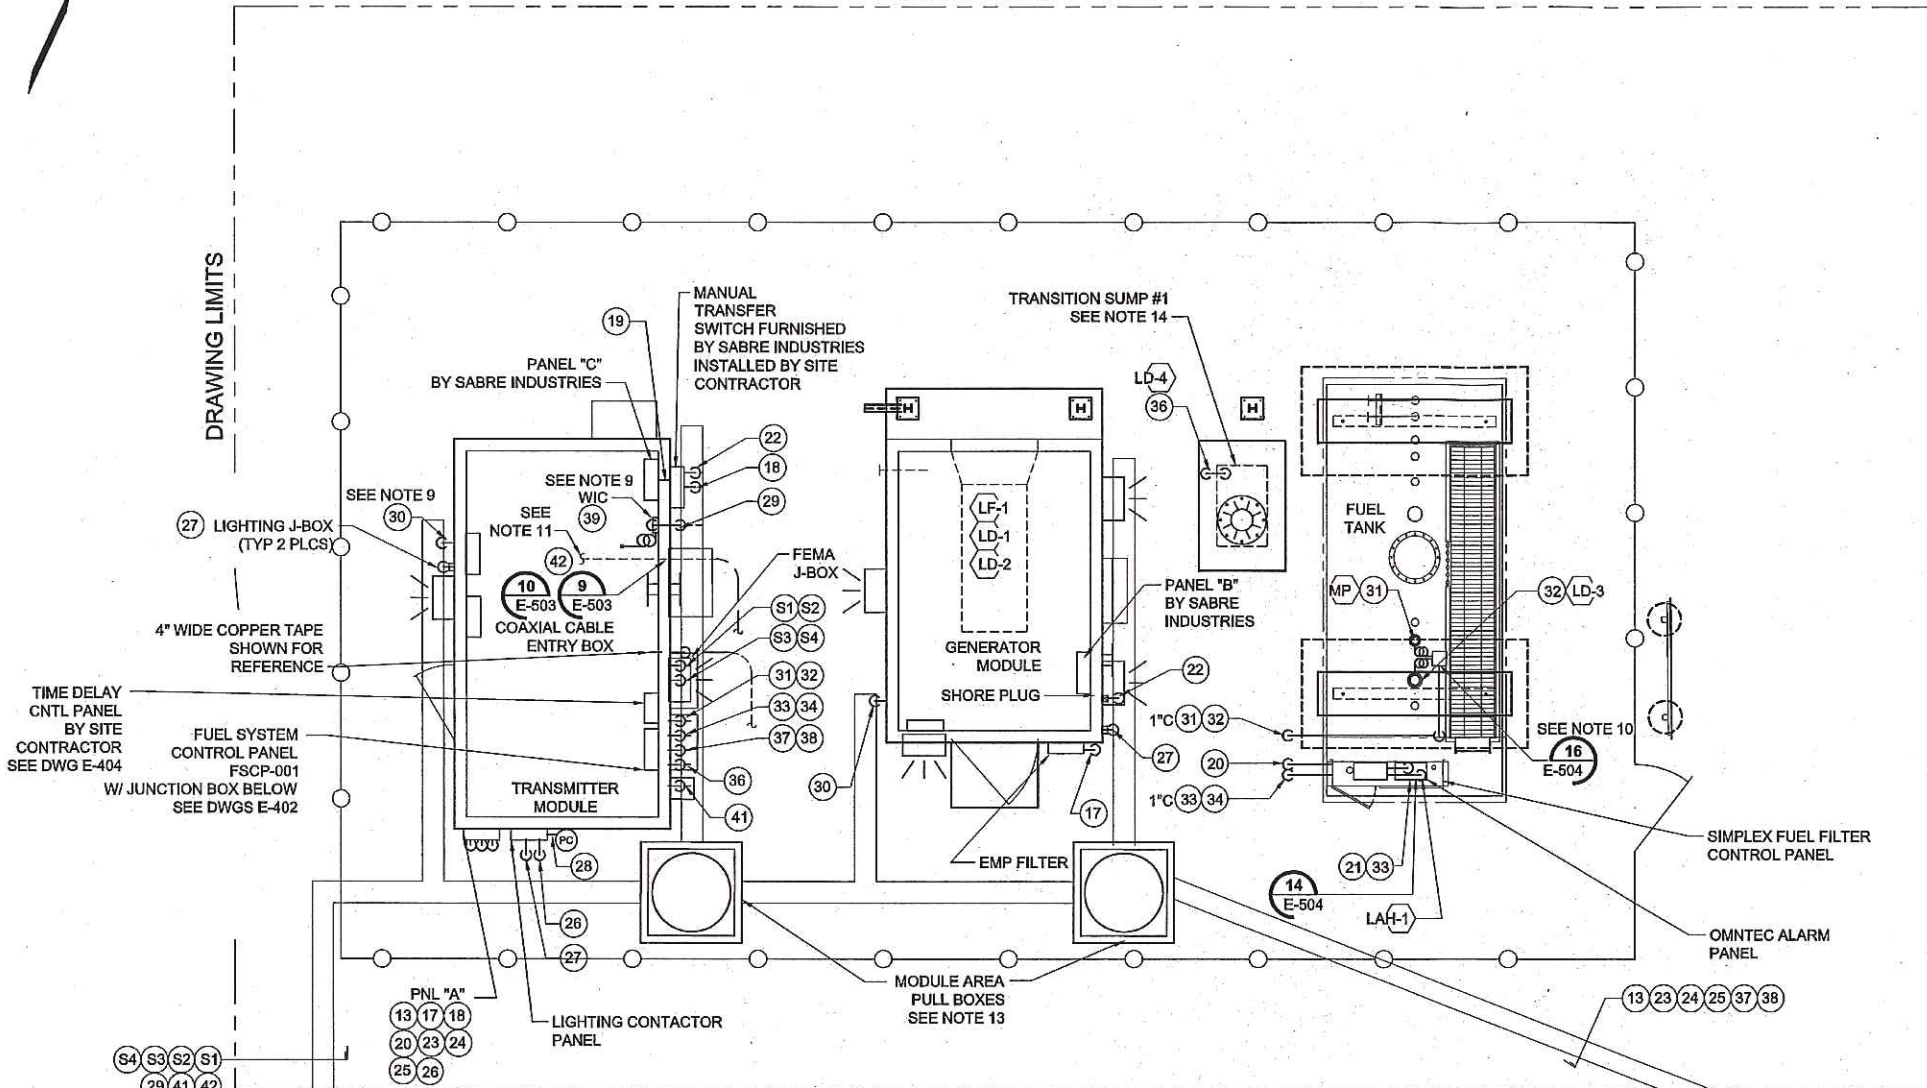 DRAWING LIMITS
MANUAL
TRANSFER
SWITCH FURNISHED
BY SABRE INDUSTRIES
INSTALLED BY SITE
CONTRACTOR
19
PANEL "C"
BY SABRE INDUSTRIES
TRANSITION SUMP #1
SEE NOTE 14
LD-4
36
H
H
H
22
18
29
SEE NOTE 9
WIC
39
SEE
NOTE 11
42
SEE NOTE 9
30
27
LIGHTING J-BOX
(TYP 2 PLCS)
10
E-503
9
E-503
COAXIAL CABLE
ENTRY BOX
FEMA
J-BOX
S1 S2
S3 S4
31 32
33 34
37 38
36
41
4" WIDE COPPER TAPE
SHOWN FOR
REFERENCE
TIME DELAY
CNTL PANEL
BY SITE
CONTRACTOR
SEE DWG E-404
FUEL SYSTEM
CONTROL PANEL
FSCP-001
W/ JUNCTION BOX BELOW
SEE DWGS E-402
TRANSMITTER
MODULE
PC
28
26
27
LF-1
LD-1
LD-2
GENERATOR
MODULE
SHORE PLUG
PANEL "B"
BY SABRE
INDUSTRIES
22
27
17
30
EMP FILTER
FUEL
TANK
MP 31
32 LD-3
1"C 31 32
20
1"C 33 34
SEE NOTE 10
16
E-504
21 33
14
E-504
LAH-1
SIMPLEX FUEL FILTER
CONTROL PANEL
OMNTEC ALARM
PANEL
MODULE AREA
PULL BOXES
SEE NOTE 13
13 23 24 25 37 38
PNL "A"
13 17 18
20 23 24
25 26
LIGHTING CONTACTOR
PANEL
S4 S3 S2 S1
29 41 42